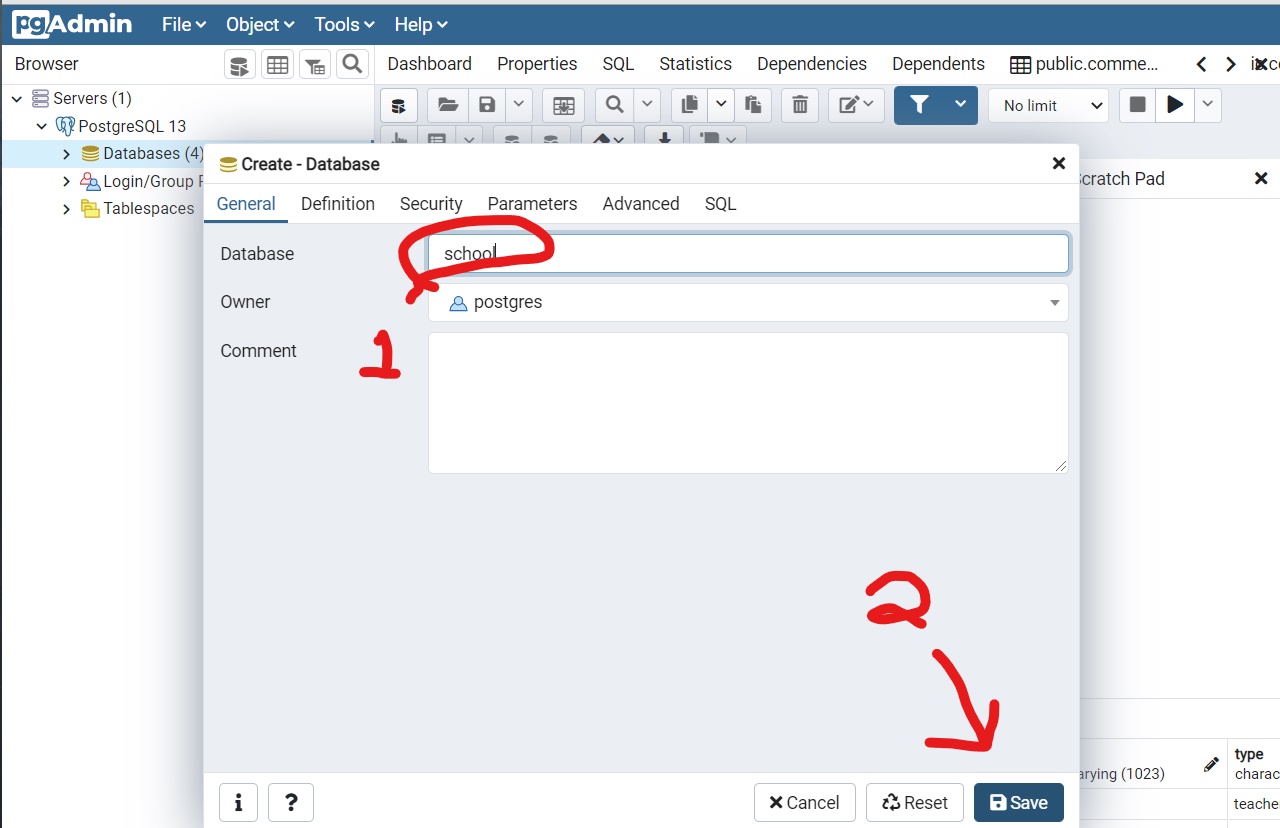 pgAdmin File Object Tools Help
Browser
Dashboard Properties SQL Statistics Dependencies Dependents public.comme...
Servers (1)
PostgreSQL 13
No limit
Databases (4)
Login/Group
Tablespaces
Create - Database
cratch Pad
General Definition Security Parameters Advanced SQL
Database school
Owner postgres
1
Comment
2
type
arying (1023) charac
i ? Cancel Reset Save
teache